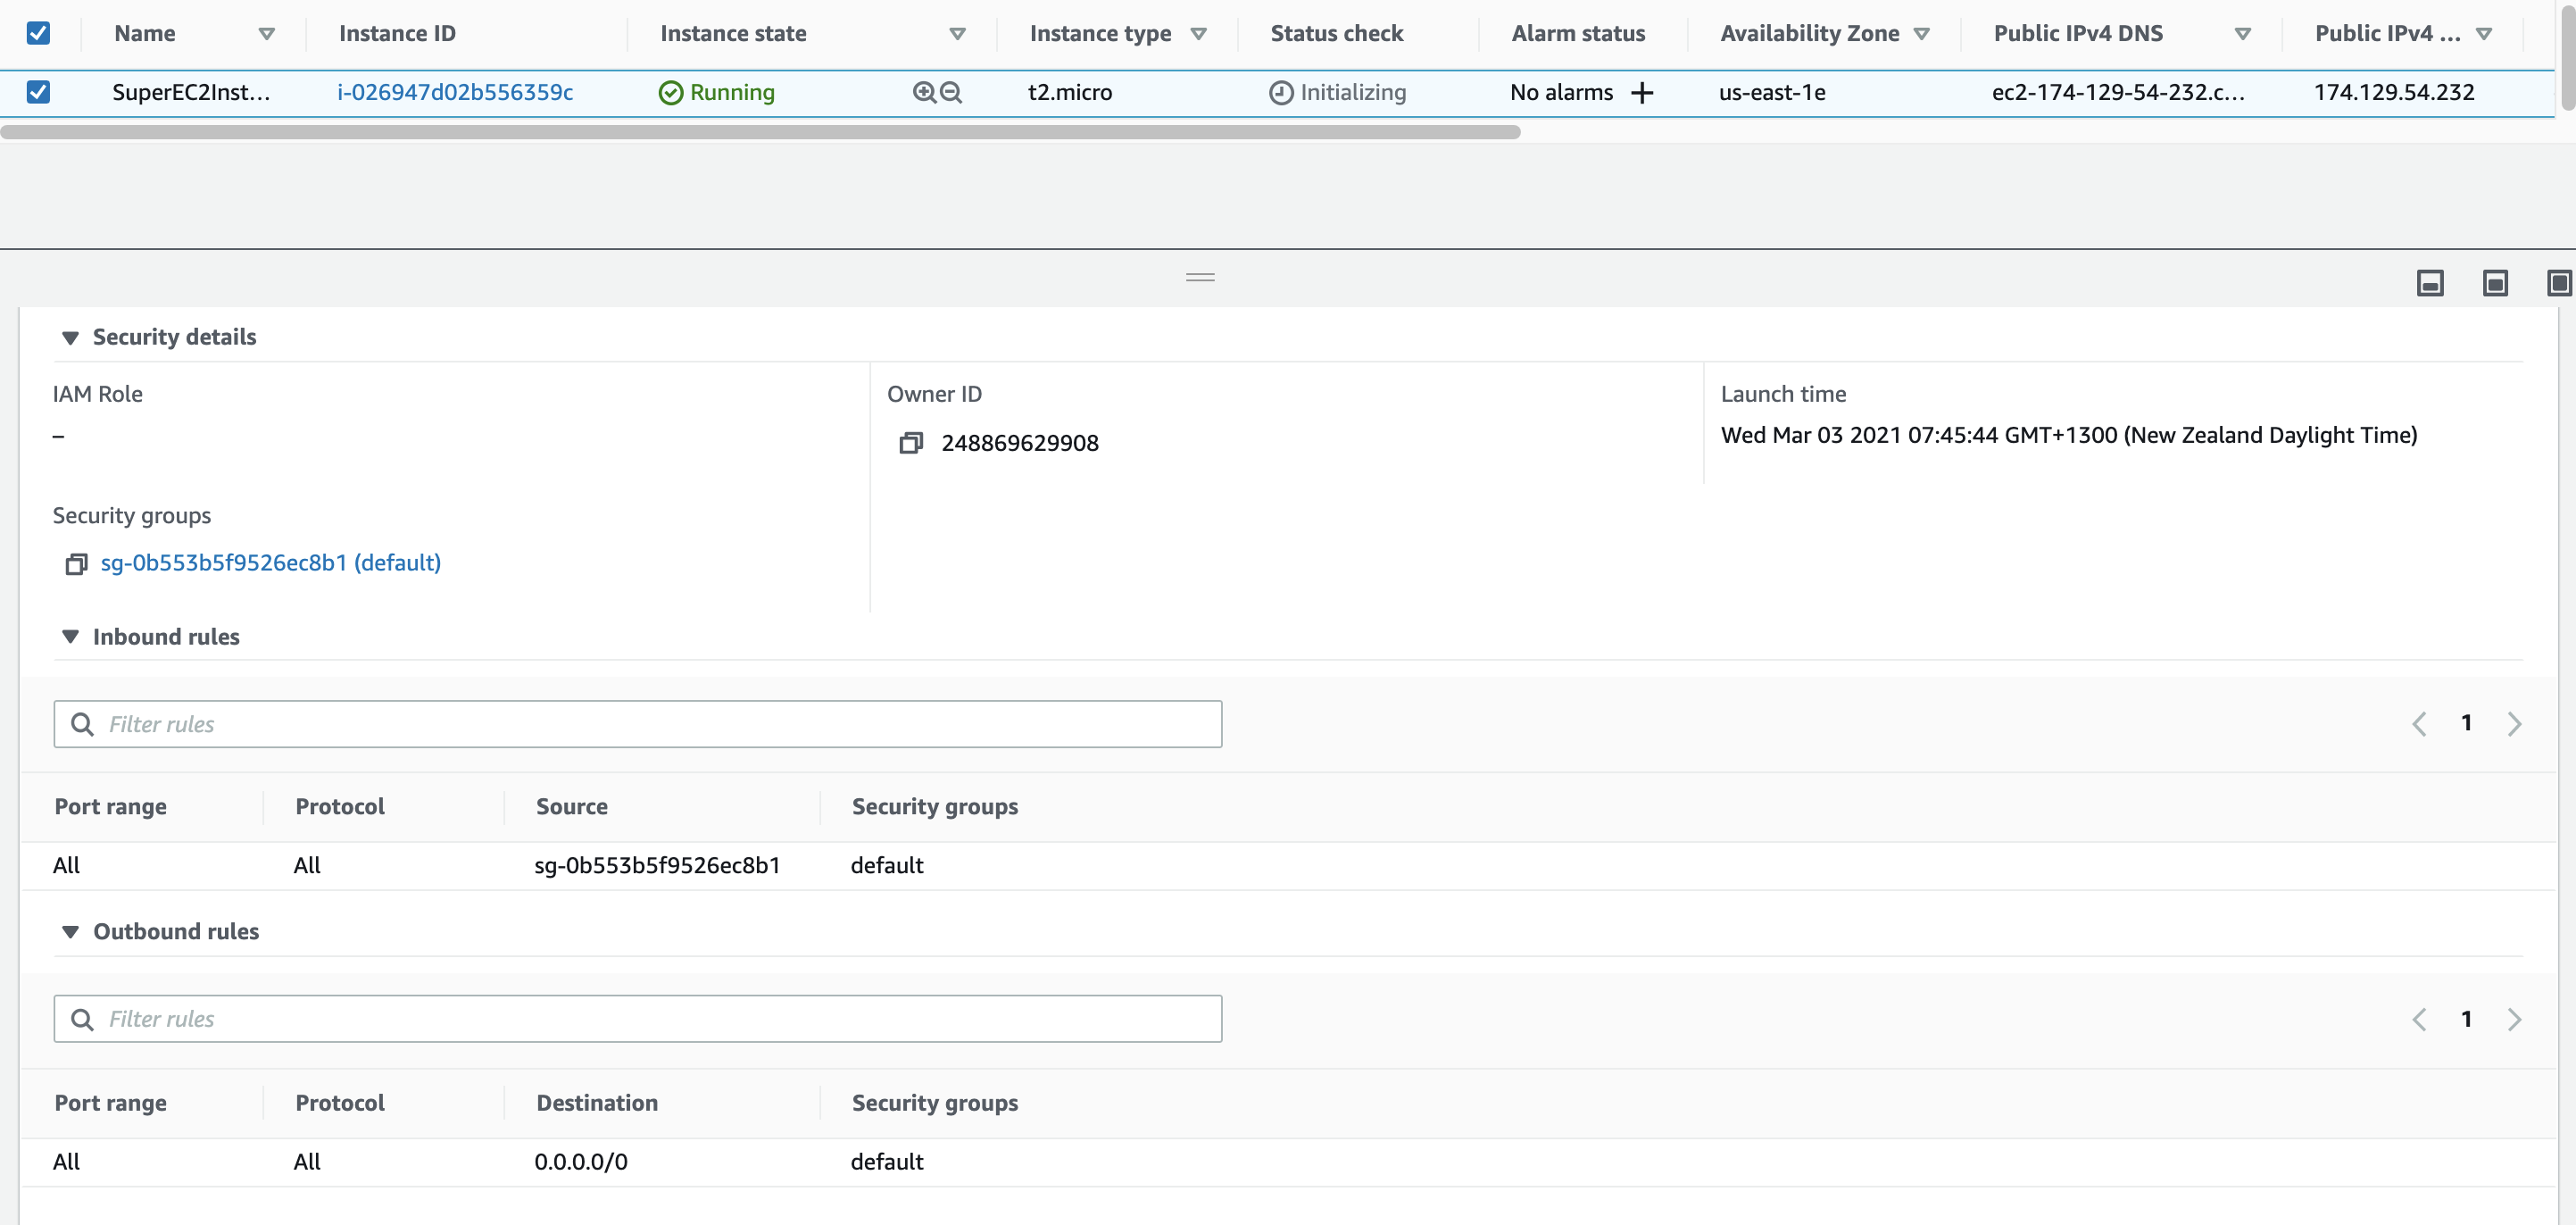 Name Instance ID Instance state Instance type Status check Alarm status Availability Zone Public IPv4 DNS Public IPv4 ...
SuperEC2Inst... i-026947d02b556359c Running t2.micro Initializing No alarms + us-east-1e ec2-174-129-54-232.c... 174.129.54.232
Security details
IAM Role Owner ID Launch time
– 248869629908 Wed Mar 03 2021 07:45:44 GMT+1300 (New Zealand Daylight Time)
Security groups
sg-0b553b5f9526ec8b1 (default)
Inbound rules
Filter rules 1
Port range Protocol Source Security groups
All All sg-0b553b5f9526ec8b1 default
Outbound rules
Filter rules 1
Port range Protocol Destination Security groups
All All 0.0.0.0/0 default